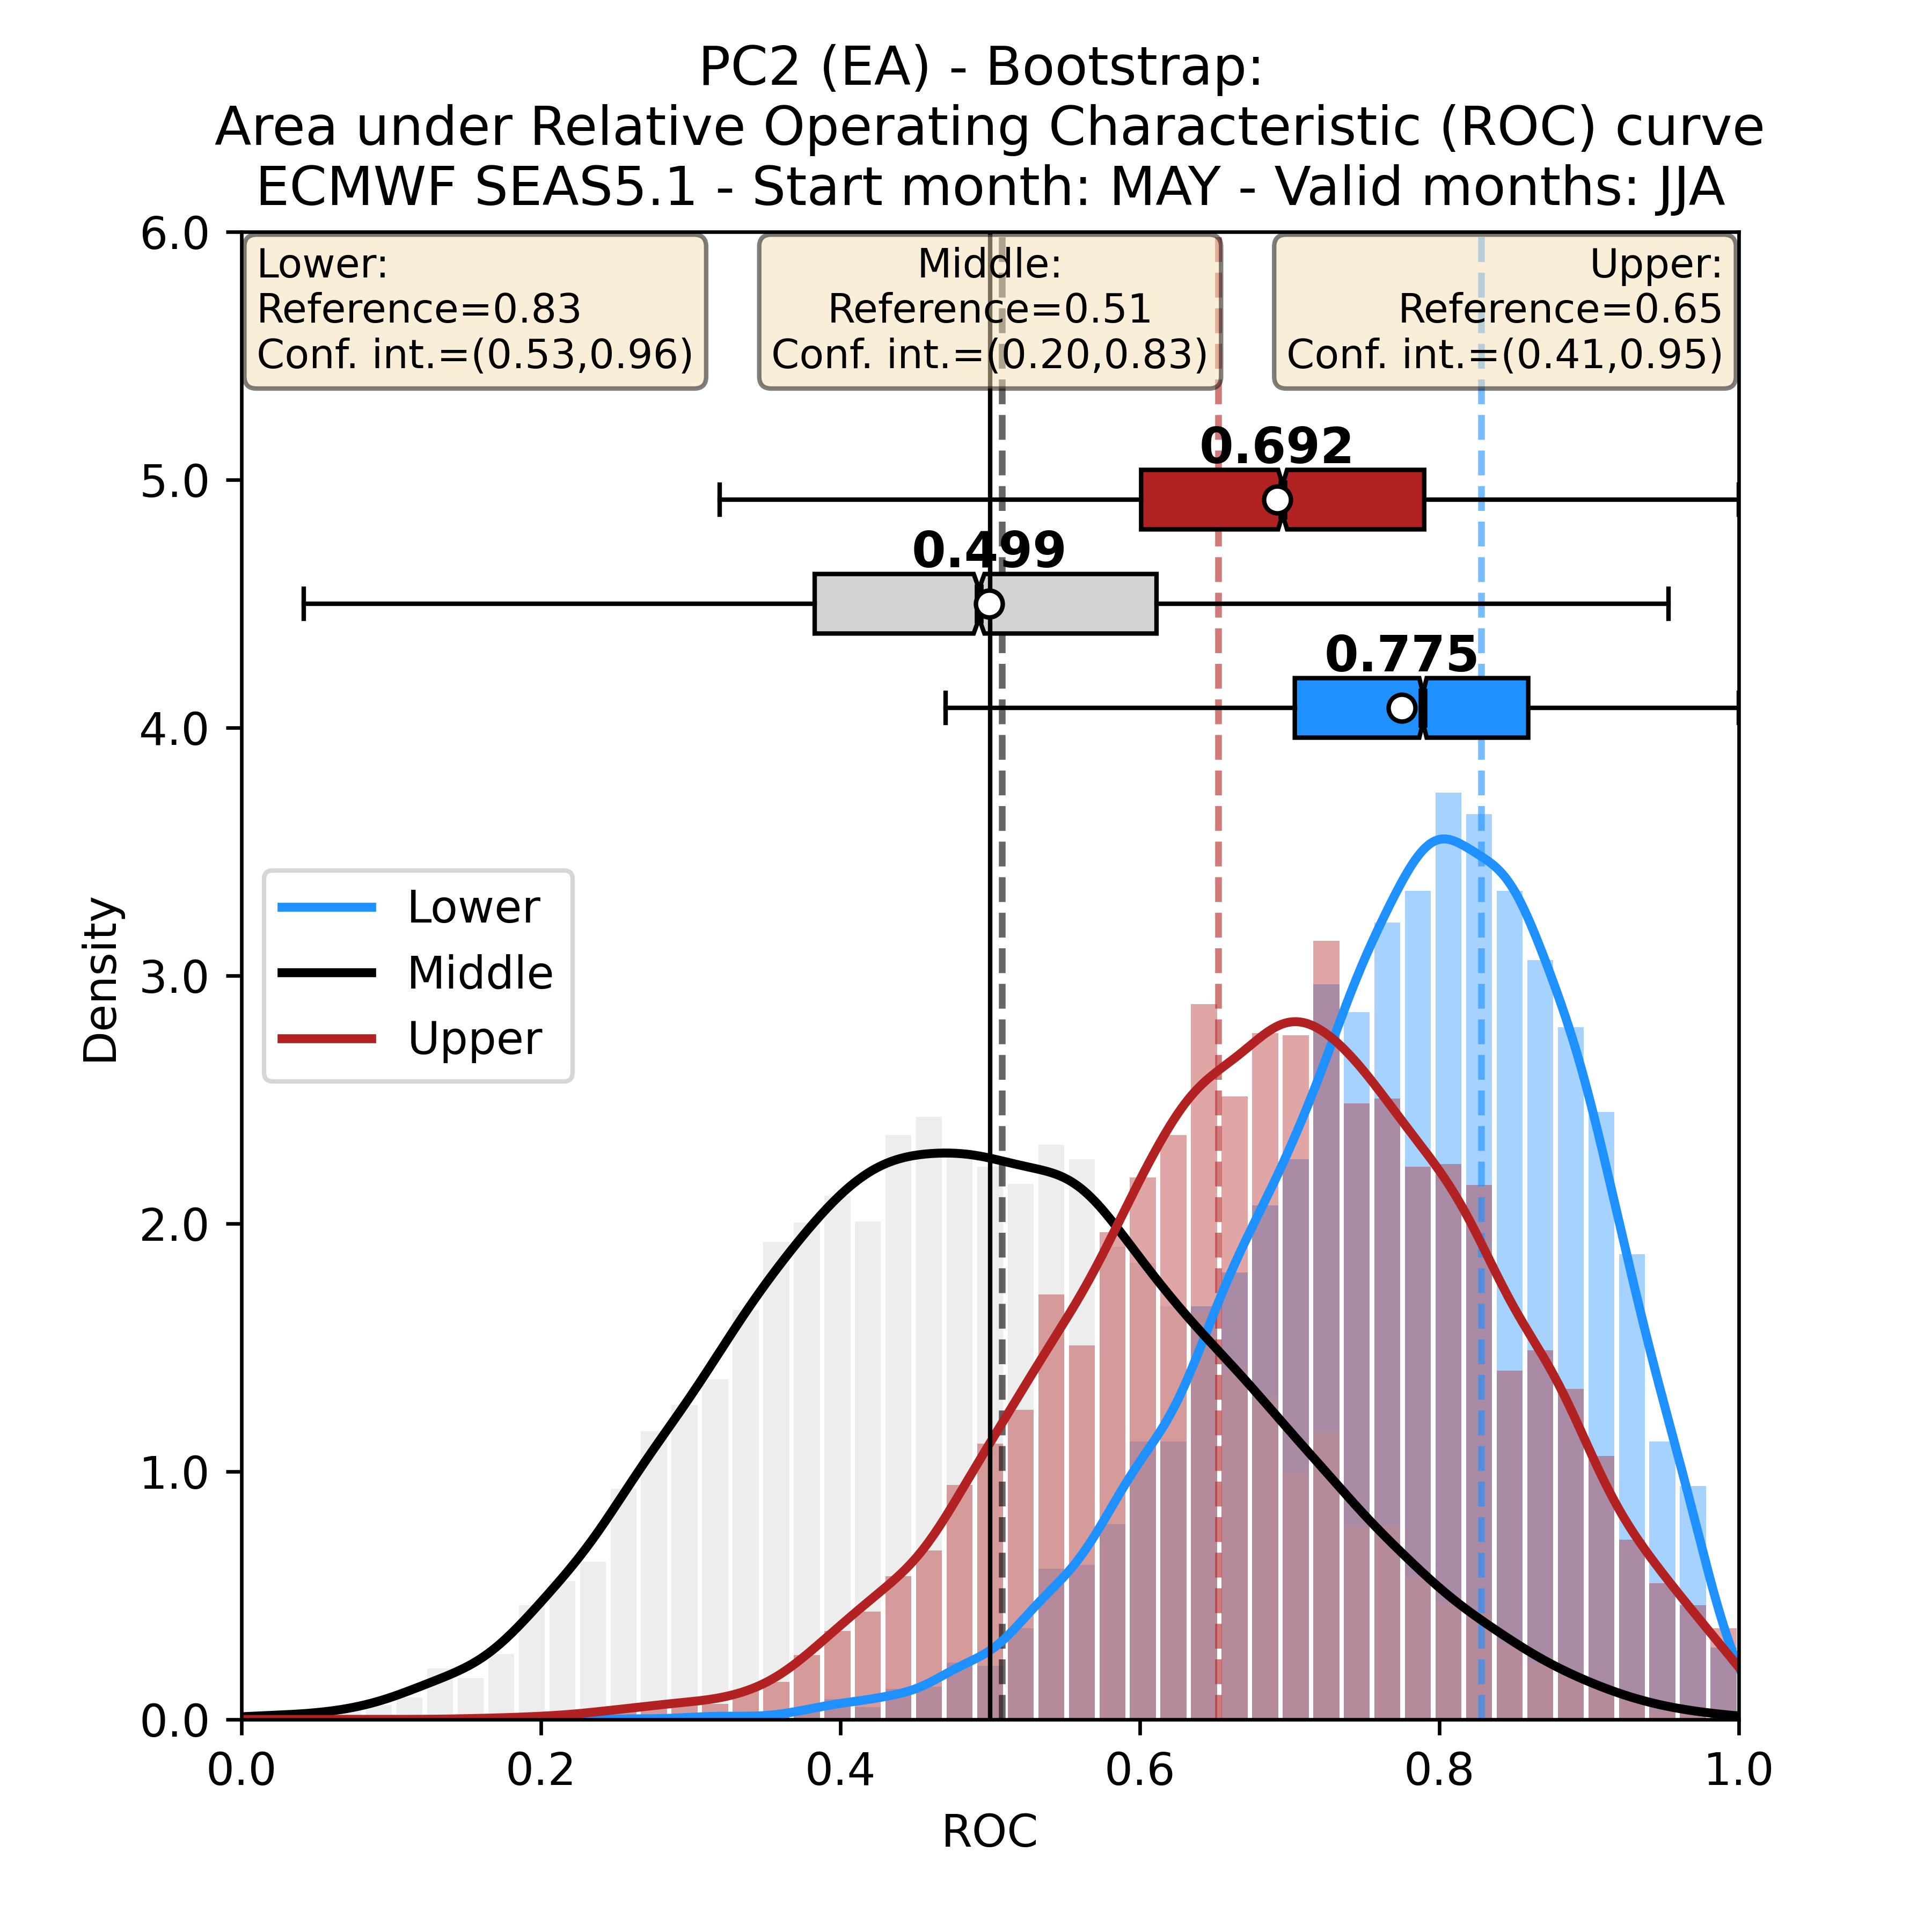 PC2 (EA) - Bootstrap:
Area under Relative Operating Characteristic (ROC) curve
ECMWF SEAS5.1 - Start month: MAY - Valid months: JJA
6.0
Lower:
Reference=0.83
Conf. int.=(0.53,0.96)
Middle:
Reference=0.51
Conf. int.=(0.20,0.83)
Upper:
Reference=0.65
Conf. int.=(0.41,0.95)
0.692
5.0
0.499
0.775
4.0
Lower
Middle
Upper
Density
3.0
2.0
1.0
0.0
0.0
0.2
0.4
0.6
0.8
1.0
ROC